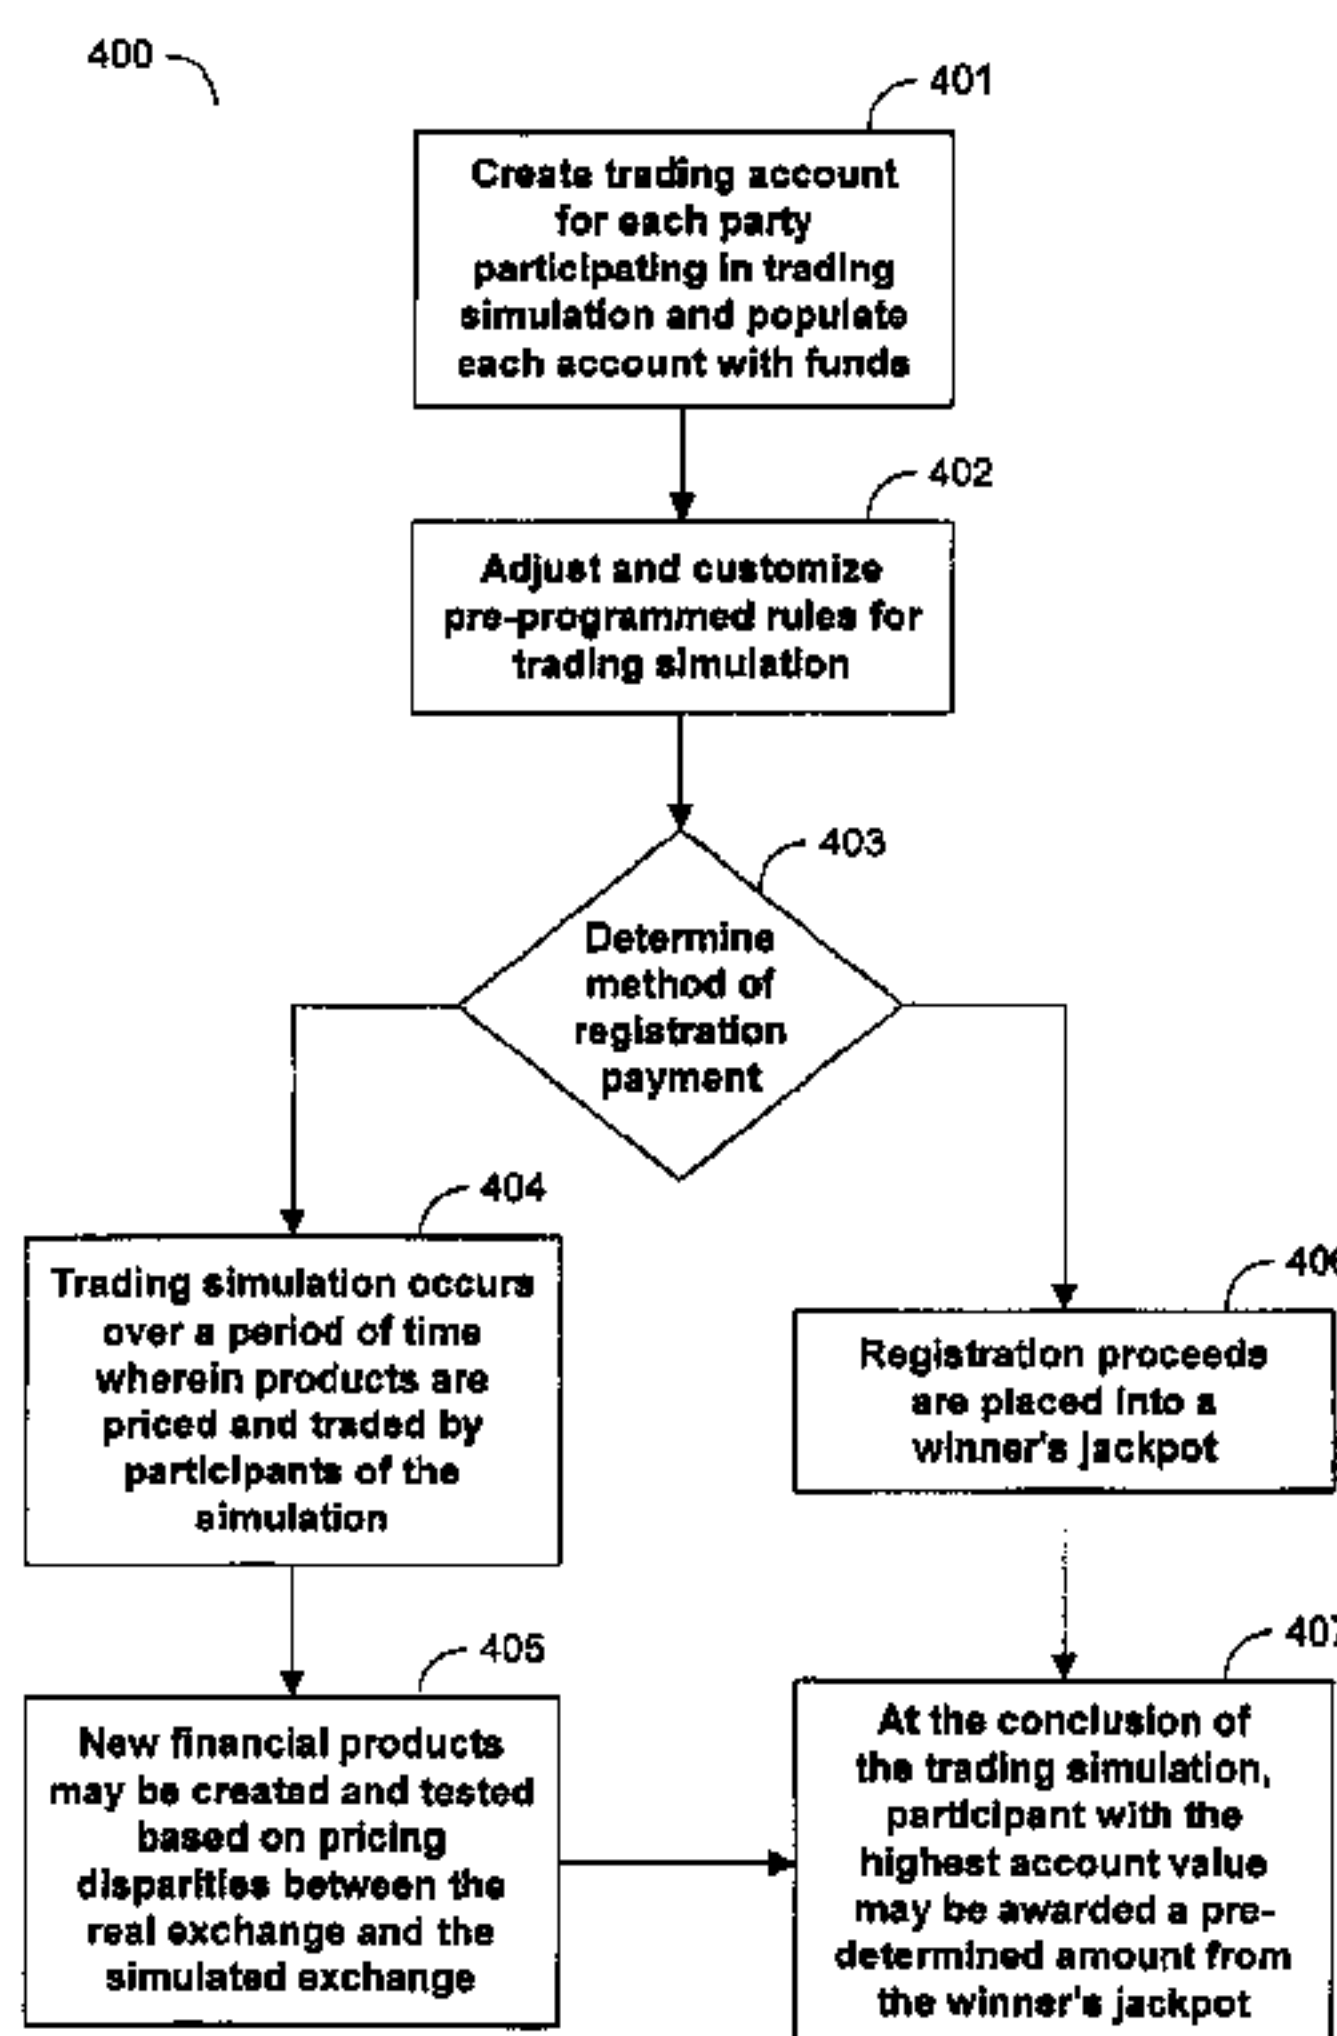 400
401
Create trading account
for each party
participating in trading
simulation and populate
each account with funds
402
Adjust and customize
pre-programmed rules for
trading simulation
403
Determine
method of
registration
payment
404
Trading simulation occurs
over a period of time
wherein products are
priced and traded by
participants of the
simulation
406
Registration proceeds
are placed into a
winner's jackpot
405
New financial products
may be created and tested
based on pricing
disparities between the
real exchange and the
simulated exchange
407
At the conclusion of
the trading simulation,
participant with the
highest account value
may be awarded a pre-
determined amount from
the winner's jackpot